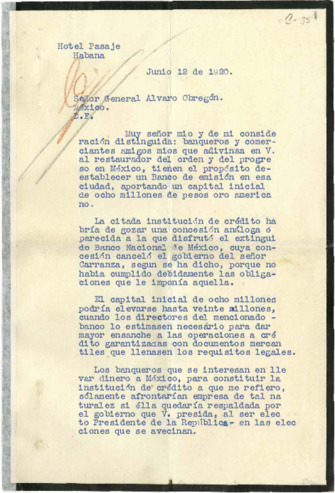 C-35
Hotel Pasaje
Habana
Junio 12 de 1920.
Señor General Alvaro Obregón.
México.
D.F.
Muy señor mio y de mi conside
ración distinguida: banqueros y comer-
ciantes amigos mios que adivinan en V.
al restaurador del orden y del progre
so en México, tienen el propósito de-
establecer un Banco de emisión en esa
ciudad, aportando un capital inicial
de ocho millones de pesos oro america
no.
La citada institución de crédito ha
bría de gozar una concesión análoga ó
parecida a la que disfrutó el extingui
do Banco Nacional de México, cuya con
cesión canceló el gobierno del señor
Carranza, segun se ha dicho, porque no
había cumplido debidamente las obliga-
ciones que le imponía aquella.
El capital inicial de ocho millones
podría elevarse hasta veinte millones,
cuando los directores del mencionado -
banco lo estimasen necesario para dar
mayor ensanche a las operaciones a cré
dito garantizadas con documentos mercan
tiles que llenasen los requisitos legales.
Los banqueros que se interesan en lle
var dinero a México, para constituir la
institución de crédito a que me refiero,
sólamente afrontarían empresa de tal na
turalez si élla quedaría respaldada por
el gobierno que V. presida, al ser elec
to Presidente de la República- en las elec
ciones que se avecinan.